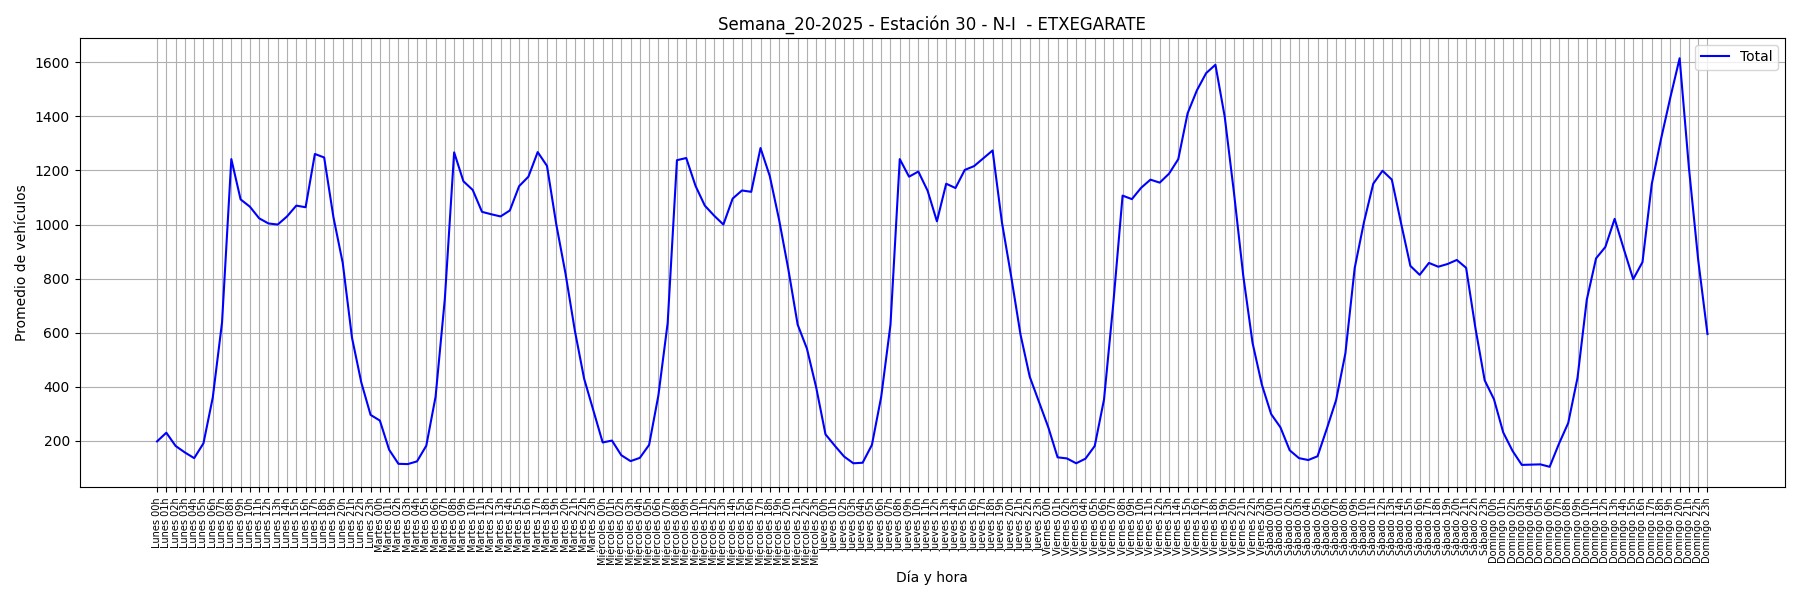 Semana_20-2025 - Estación 30 - N-I  - ETXEGARATE
Total
Promedio de vehículos
1600
1400
1200
1000
800
600
400
200
Lunes 00h
Lunes 01h
Lunes 02h
Lunes 03h
Lunes 04h
Lunes 05h
Lunes 06h
Lunes 07h
Lunes 08h
Lunes 09h
Lunes 10h
Lunes 11h
Lunes 12h
Lunes 13h
Lunes 14h
Lunes 15h
Lunes 16h
Lunes 17h
Lunes 18h
Lunes 19h
Lunes 20h
Lunes 21h
Lunes 22h
Lunes 23h
Martes 00h
Martes 01h
Martes 02h
Martes 03h
Martes 04h
Martes 05h
Martes 06h
Martes 07h
Martes 08h
Martes 09h
Martes 10h
Martes 11h
Martes 12h
Martes 13h
Martes 14h
Martes 15h
Martes 16h
Martes 17h
Martes 18h
Martes 19h
Martes 20h
Martes 21h
Martes 22h
Martes 23h
Miércoles 00h
Miércoles 01h
Miércoles 02h
Miércoles 03h
Miércoles 04h
Miércoles 05h
Miércoles 06h
Miércoles 07h
Miércoles 08h
Miércoles 09h
Miércoles 10h
Miércoles 11h
Miércoles 12h
Miércoles 13h
Miércoles 14h
Miércoles 15h
Miércoles 16h
Miércoles 17h
Miércoles 18h
Miércoles 19h
Miércoles 20h
Miércoles 21h
Miércoles 22h
Miércoles 23h
Jueves 00h
Jueves 01h
Jueves 02h
Jueves 03h
Jueves 04h
Jueves 05h
Jueves 06h
Jueves 07h
Jueves 08h
Jueves 09h
Jueves 10h
Jueves 11h
Jueves 12h
Jueves 13h
Jueves 14h
Jueves 15h
Jueves 16h
Jueves 17h
Jueves 18h
Jueves 19h
Jueves 20h
Jueves 21h
Jueves 22h
Jueves 23h
Viernes 00h
Viernes 01h
Viernes 02h
Viernes 03h
Viernes 04h
Viernes 05h
Viernes 06h
Viernes 07h
Viernes 08h
Viernes 09h
Viernes 10h
Viernes 11h
Viernes 12h
Viernes 13h
Viernes 14h
Viernes 15h
Viernes 16h
Viernes 17h
Viernes 18h
Viernes 19h
Viernes 20h
Viernes 21h
Viernes 22h
Viernes 23h
Sábado 00h
Sábado 01h
Sábado 02h
Sábado 03h
Sábado 04h
Sábado 05h
Sábado 06h
Sábado 07h
Sábado 08h
Sábado 09h
Sábado 10h
Sábado 11h
Sábado 12h
Sábado 13h
Sábado 14h
Sábado 15h
Sábado 16h
Sábado 17h
Sábado 18h
Sábado 19h
Sábado 20h
Sábado 21h
Sábado 22h
Sábado 23h
Domingo 00h
Domingo 01h
Domingo 02h
Domingo 03h
Domingo 04h
Domingo 05h
Domingo 06h
Domingo 07h
Domingo 08h
Domingo 09h
Domingo 10h
Domingo 11h
Domingo 12h
Domingo 13h
Domingo 14h
Domingo 15h
Domingo 16h
Domingo 17h
Domingo 18h
Domingo 19h
Domingo 20h
Domingo 21h
Domingo 22h
Domingo 23h
Día y hora